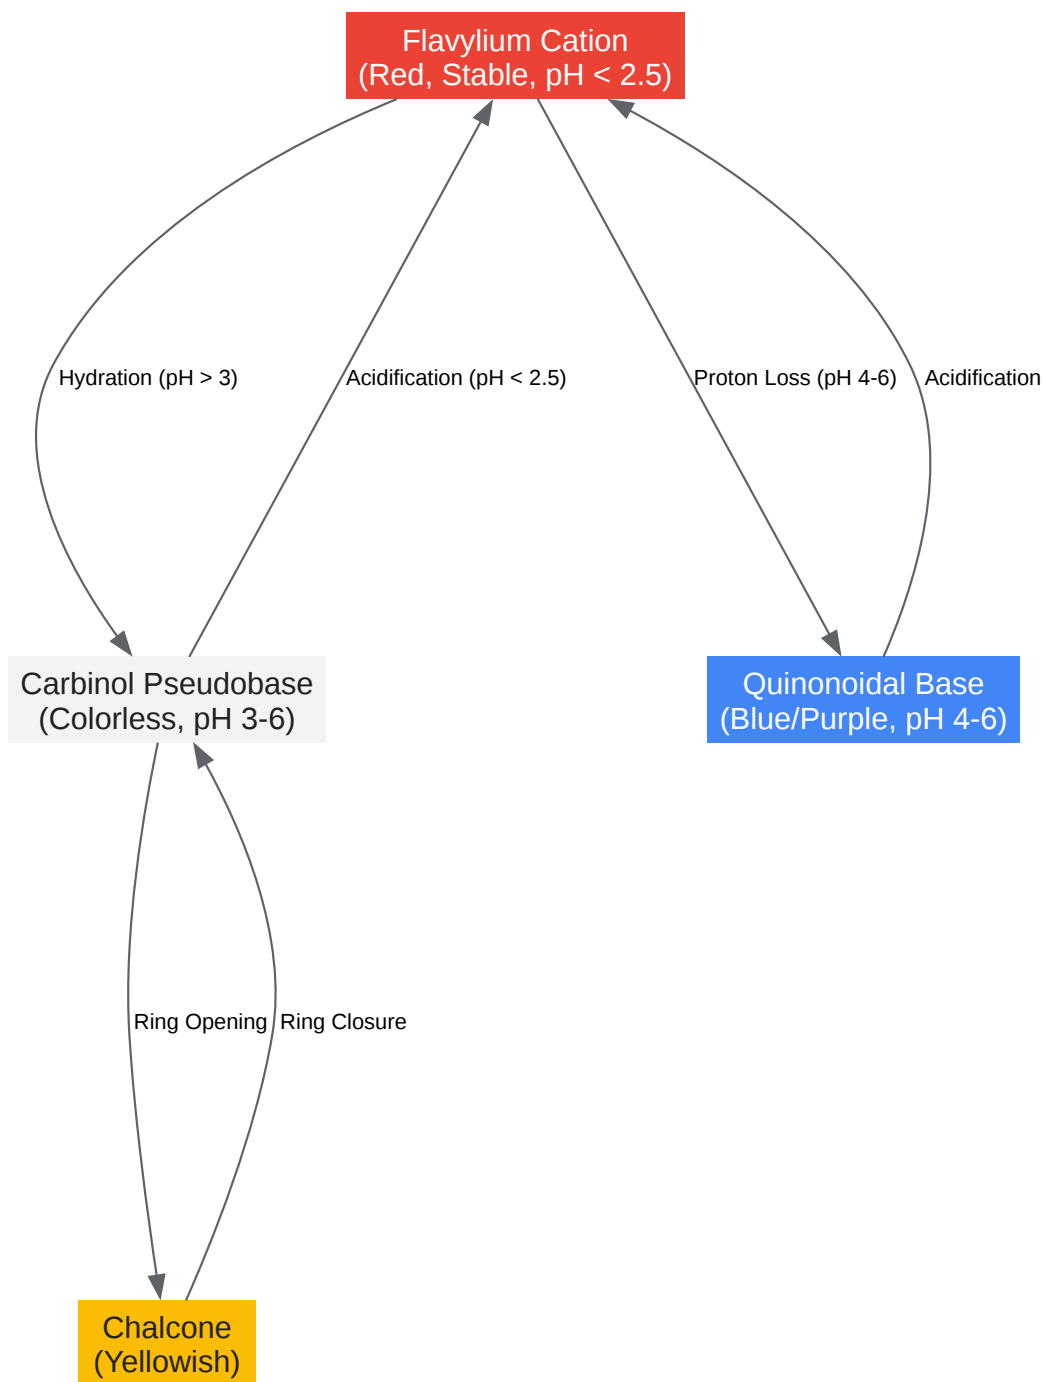 Flavylium Cation
(Red, Stable, pH < 2.5)
Hydration (pH > 3)
Acidification (pH < 2.5)
Proton Loss (pH 4-6)
Acidification
Carbinol Pseudobase
(Colorless, pH 3-6)
Quinonoidal Base
(Blue/Purple, pH 4-6)
Ring Opening
Ring Closure
Chalcone
(Yellowish)